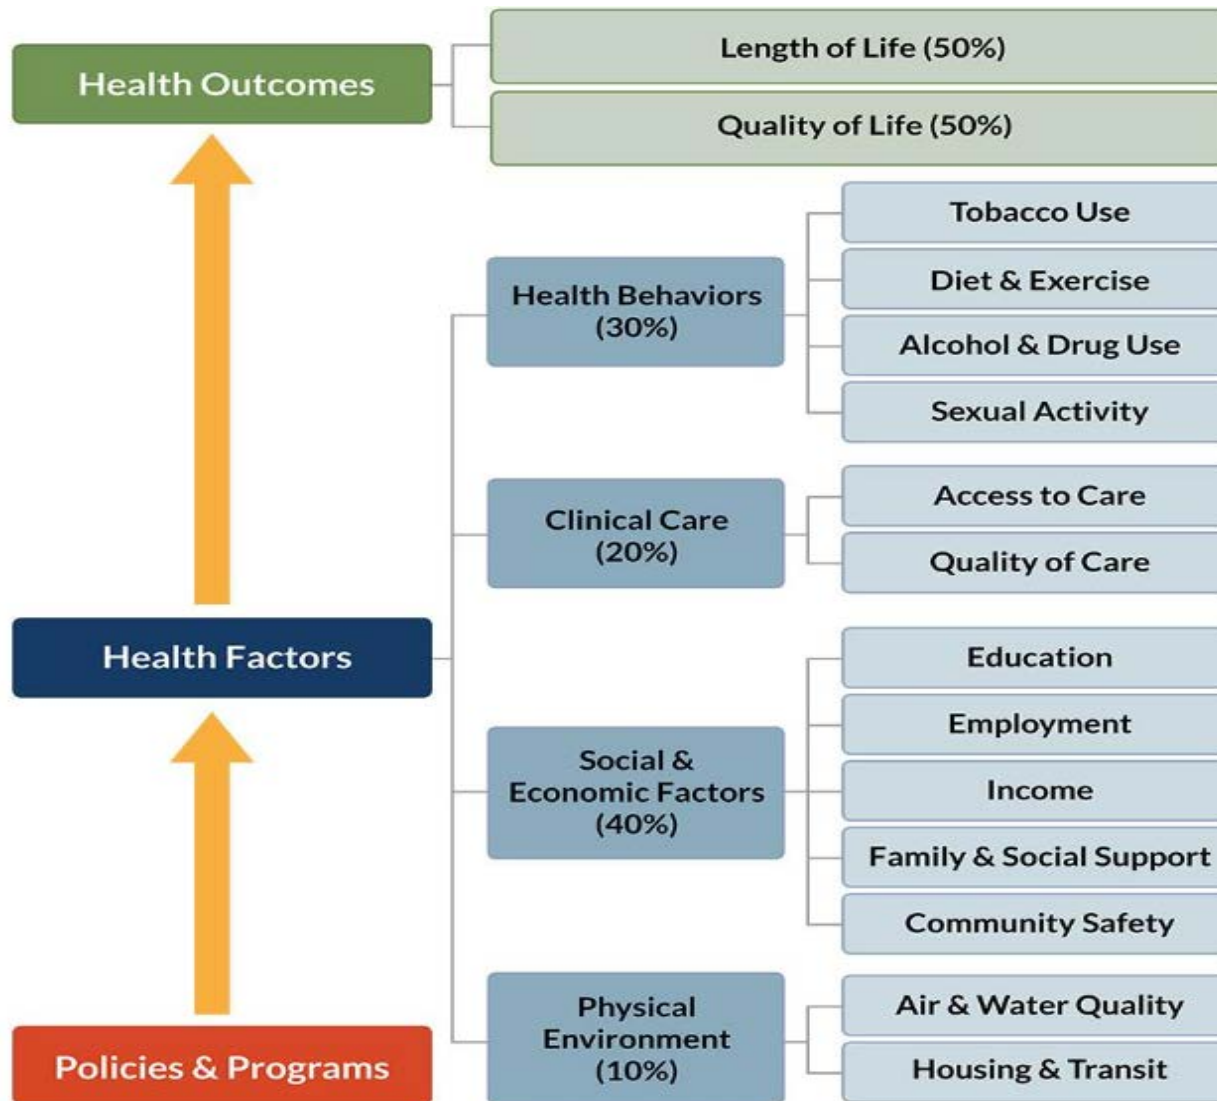 Health Outcomes
Length of Life (50%)
Quality of Life (50%)
Health Factors
Health Behaviors
(30%)
Tobacco Use
Diet & Exercise
Alcohol & Drug Use
Sexual Activity
Clinical Care
(20%)
Access to Care
Quality of Care
Social &
Economic Factors
(40%)
Education
Employment
Income
Family & Social Support
Community Safety
Physical
Environment
(10%)
Air & Water Quality
Housing & Transit
Policies & Programs